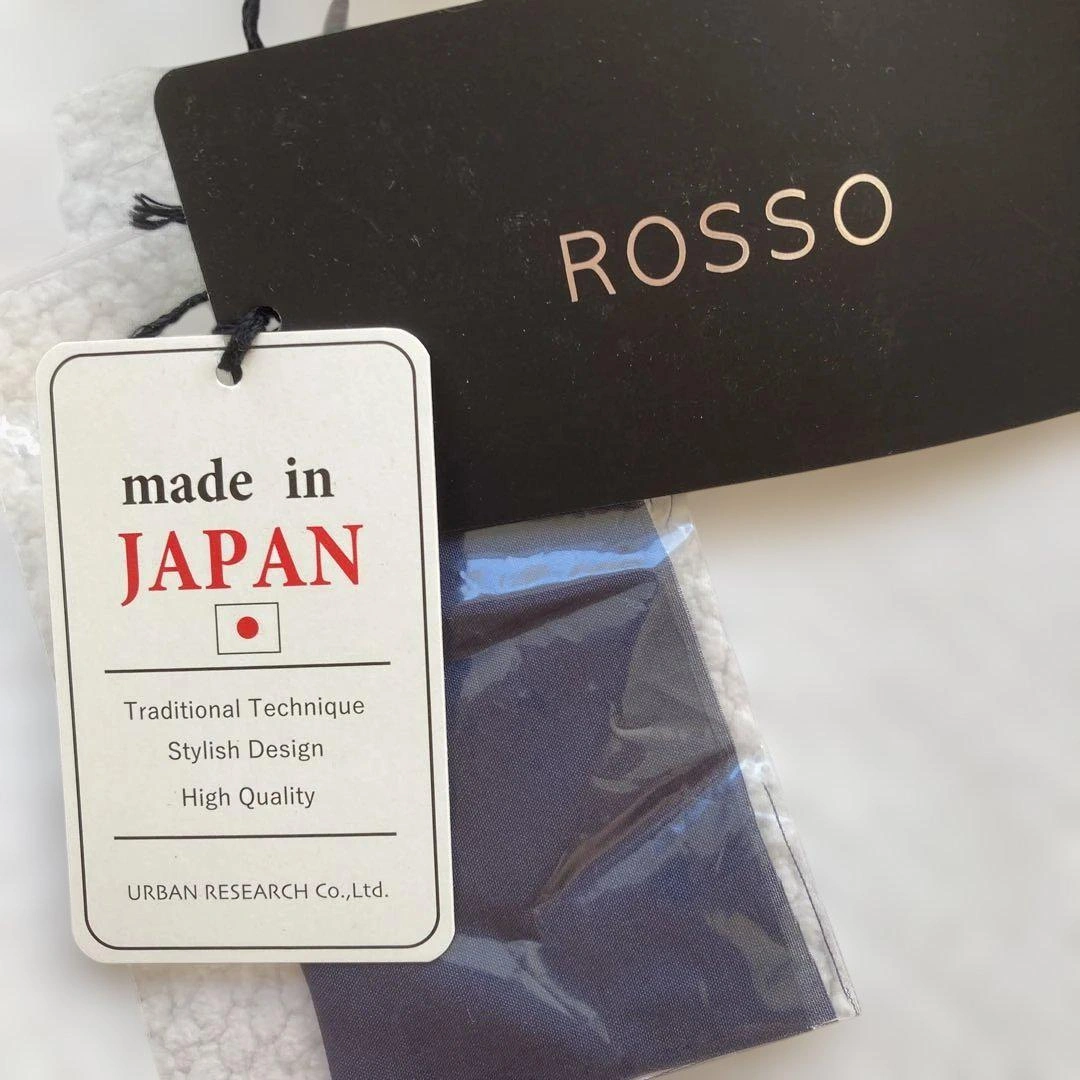 ROSSO
made in
JAPAN
Traditional Technique
Stylish Design
High Quality
URBAN RESEARCH Co.,Ltd.